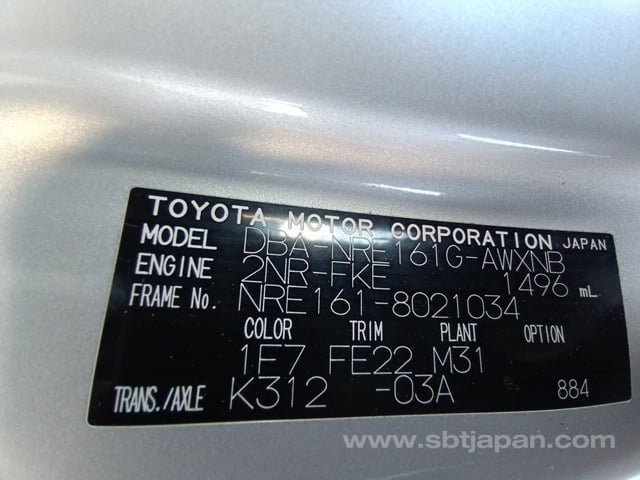 TOYOTA MOTOR CORPORATION JAPAN
MODEL DBA-NRE161G-AWXNB
ENGINE 2NR-FKE 1496 mL
FRAME No. NRE161-8021034
COLOR TRIM PLANT OPTION
1F7 FE22 M31
TRANS./AXLE K312 -03A 884
www.sbtjapan.com